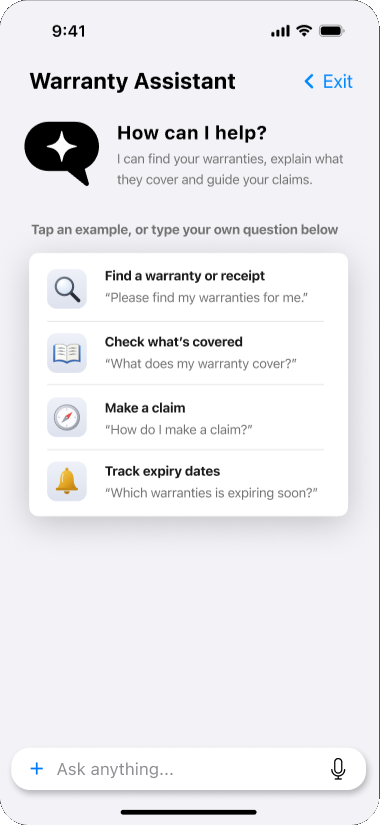 9:41
Warranty Assistant
Exit
How can I help?
I can find your warranties, explain what
they cover and guide your claims.
Tap an example, or type your own question below
Find a warranty or receipt
“Please find my warranties for me.”
Check what’s covered
“What does my warranty cover?”
Make a claim
“How do I make a claim?”
Track expiry dates
“Which warranties is expiring soon?”
Ask anything...